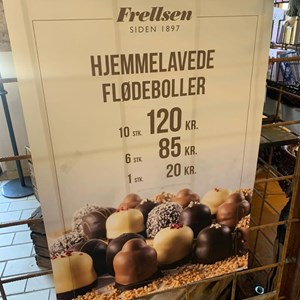 Frellsen
SIDEN 1897
HJEMMELAVEDE
FLØDEBOLLER
10 STK. 120 KR.
6 STK. 85 KR.
1 STK. 20 KR.